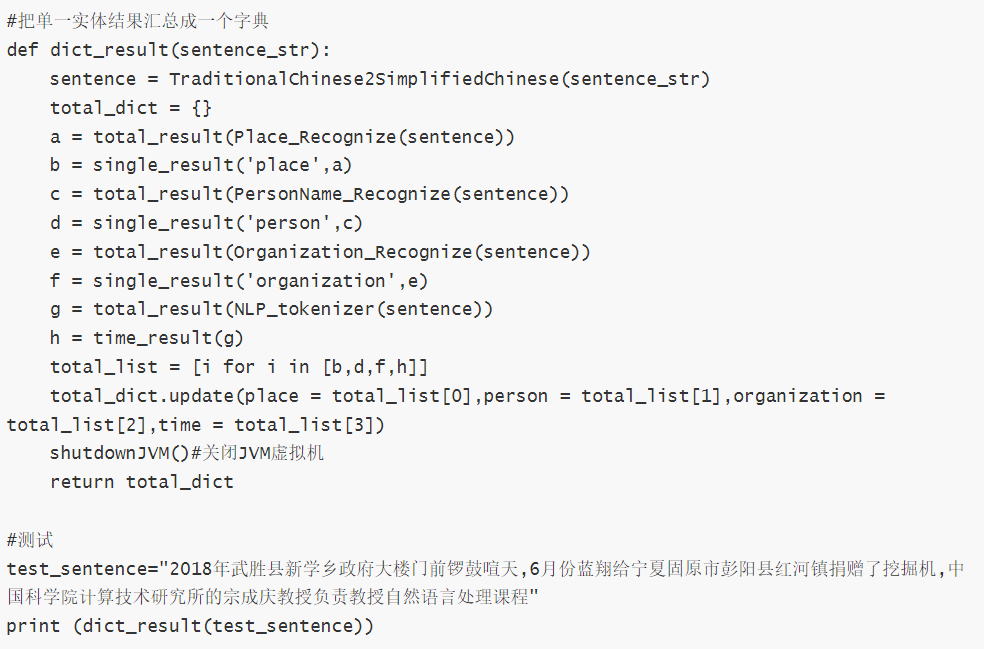 #把单一实体结果汇总成一个字典
def dict_result(sentence_str):
    sentence = TraditionalChinese2SimplifiedChinese(sentence_str)
    total_dict = {}
    a = total_result(Place_Recognize(sentence))
    b = single_result('place',a)
    c = total_result(PersonName_Recognize(sentence))
    d = single_result('person',c)
    e = total_result(Organization_Recognize(sentence))
    f = single_result('organization',e)
    g = total_result(NLP_tokenizer(sentence))
    h = time_result(g)
    total_list = [i for i in [b,d,f,h]]
    total_dict.update(place = total_list[0],person = total_list[1],organization =
total_list[2],time = total_list[3])
    shutdownJVM()#关闭JVM虚拟机
    return total_dict

#测试
test_sentence="2018年武胜县新学乡政府大楼门前锣鼓喧天,6月份蓝翔给宁夏固原市彭阳县红河镇捐赠了挖掘机,中
国科学院计算技术研究所的宗成庆教授负责教授自然语言处理课程"
print (dict_result(test_sentence))